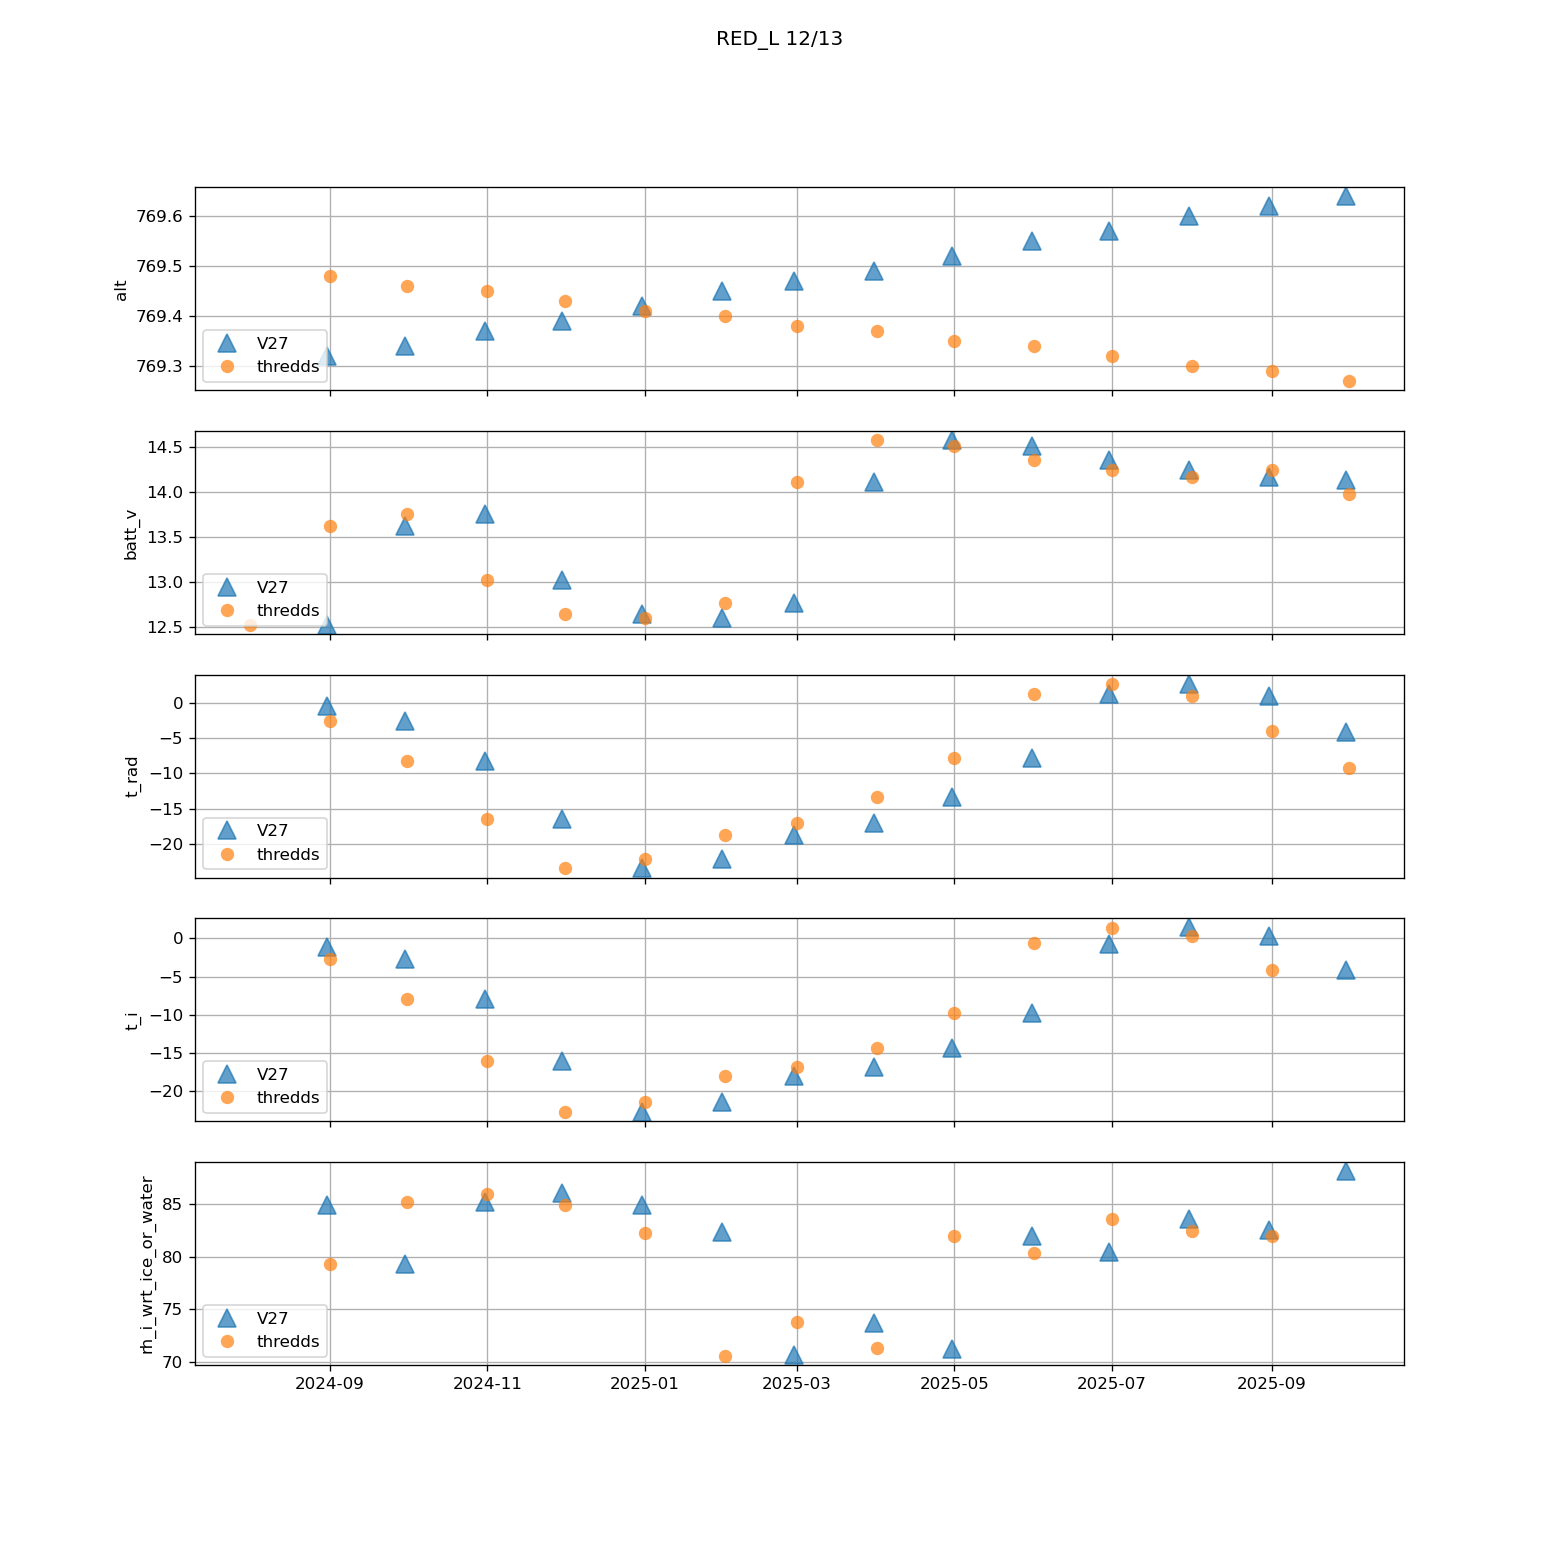 RED_L 12/13
769.6
769.5
769.4
769.3
alt
V27
thredds
14.5
14.0
13.5
13.0
12.5
batt_v
V27
thredds
0
−5
−10
−15
−20
t_rad
V27
thredds
0
−5
−10
−15
−20
t_i
V27
thredds
85
80
75
70
rh_i_wrt_ice_or_water
V27
thredds
2024-09 2024-11 2025-01 2025-03 2025-05 2025-07 2025-09